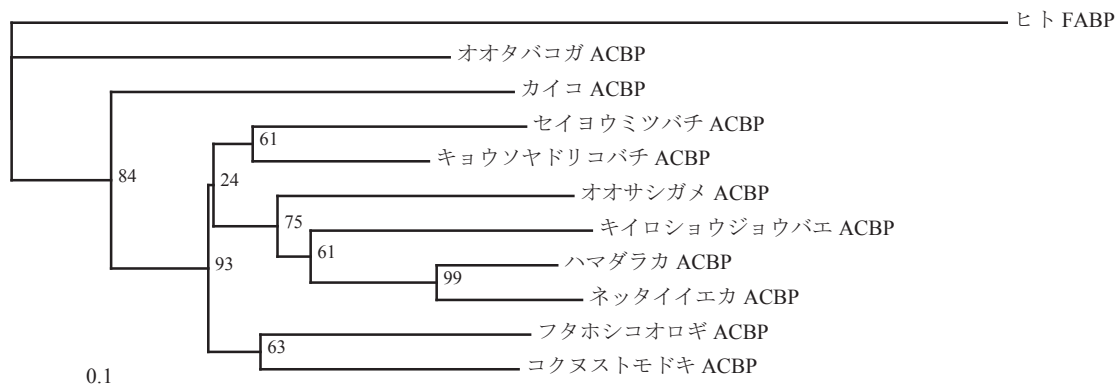 ヒト FABP
オオタバコガ ACBP
カイコ ACBP
セイヨウミツバチ ACBP
61
キョウソヤドリコバチ ACBP
84
24
オオサシガメ ACBP
75
キイロショウジョウバエ ACBP
61
ハマダラカ ACBP
93
99
ネッタイイエカ ACBP
フタホシコオロギ ACBP
63
コクヌストモドキ ACBP
0.1